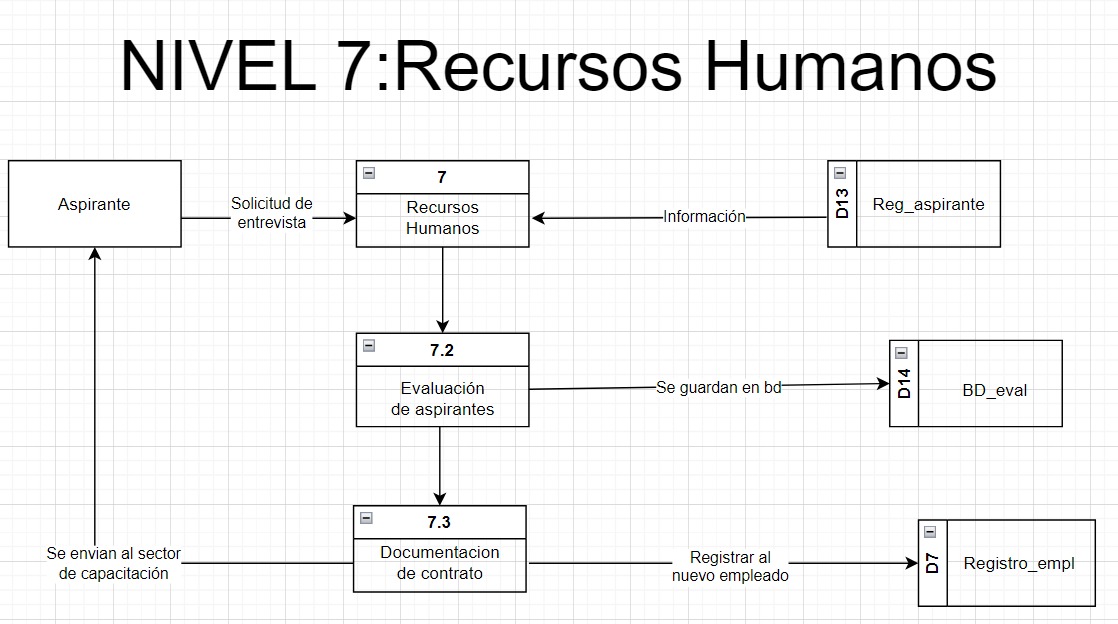 NIVEL 7:Recursos Humanos
Aspirante
Solicitud de
entrevista
7
Recursos
Humanos
Información
D13
Reg_aspirante
7.2
Evaluación
de aspirantes
Se guardan en bd
D14
BD_eval
Se envian al sector
de capacitación
7.3
Documentacion
de contrato
Registrar al
nuevo empleado
D7
Registro_empl